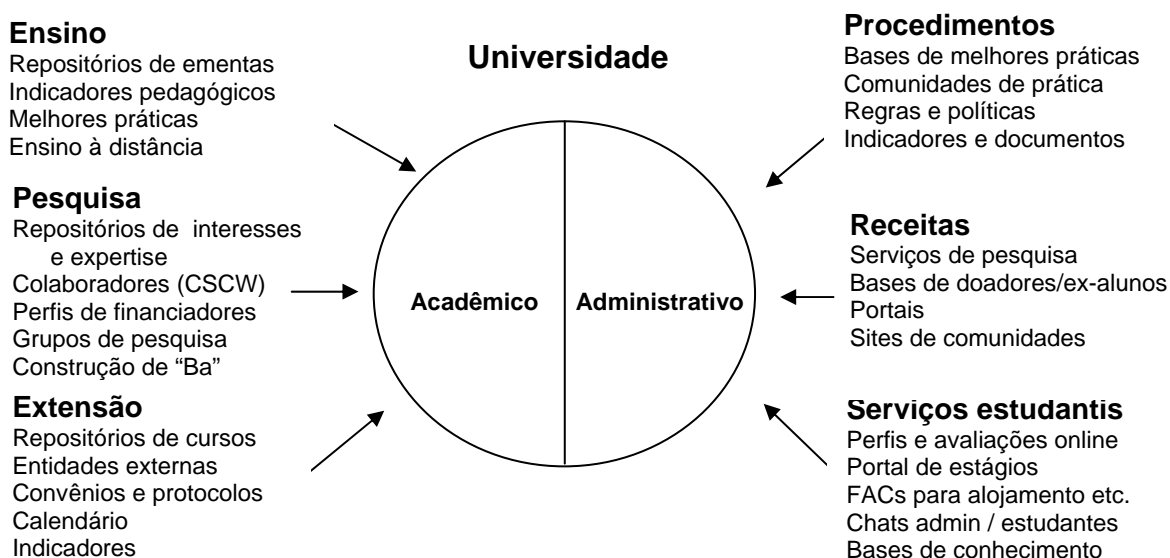 Universidade
Ensino
Repositórios de ementas
Indicadores pedagógicos
Melhores práticas
Ensino à distância
Pesquisa
Repositórios de interesses
e expertise
Colaboradores (CSCW)
Perfis de financiadores
Grupos de pesquisa
Construção de “Ba”
Extensão
Repositórios de cursos
Entidades externas
Convênios e protocolos
Calendário
Indicadores
Acadêmico
Administrativo
Procedimentos
Bases de melhores práticas
Comunidades de prática
Regras e políticas
Indicadores e documentos
Receitas
Serviços de pesquisa
Bases de doadores/ex-alunos
Portais
Sites de comunidades
Serviços estudantis
Perfis e avaliações online
Portal de estágios
FACs para alojamento etc.
Chats admin / estudantes
Bases de conhecimento